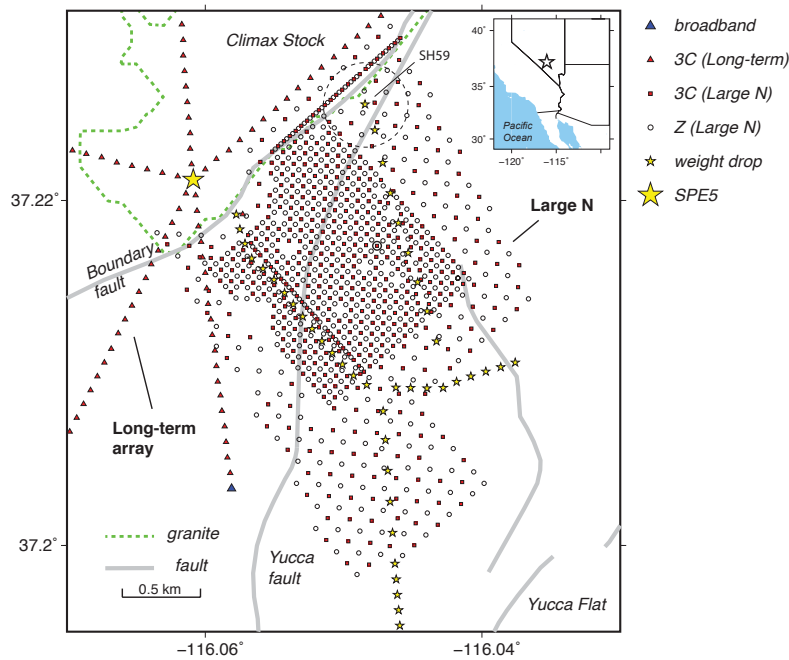 Climax Stock
SH59
40˚
35˚
30˚
Pacific
Ocean
−120˚
−115˚
broadband
3C (Long-term)
3C (Large N)
Z (Large N)
weight drop
SPE5
37.22˚
Large N
Boundary
fault
Long-term
array
37.2˚
granite
fault
0.5 km
Yucca
fault
Yucca Flat
−116.06˚
−116.04˚